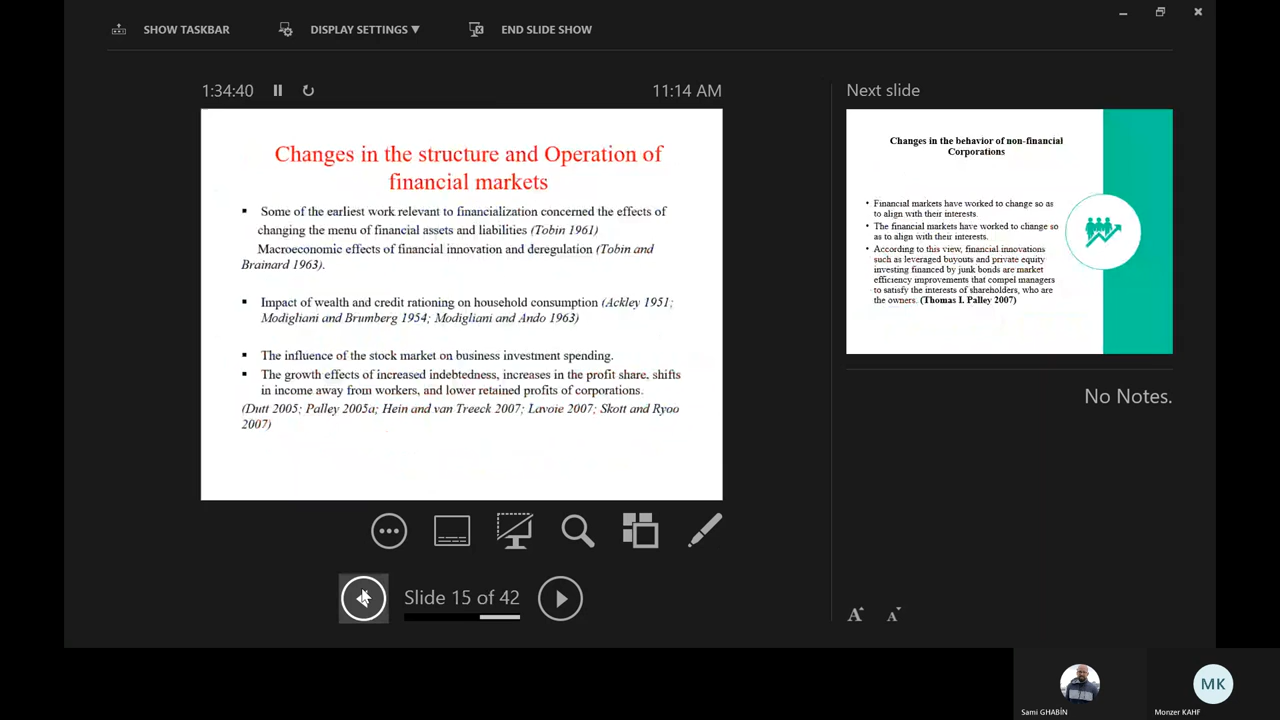 SHOW TASKBAR
DISPLAY SETTINGS ▼
END SLIDE SHOW
1:34:40
11:14 AM
Changes in the structure and Operation of
financial markets
▪ Some of the earliest work relevant to financialization concerned the effects of
changing the menu of financial assets and liabilities (Tobin 1961)
Macroeconomic effects of financial innovation and deregulation (Tobin and
Brainard 1963).
▪ Impact of wealth and credit rationing on household consumption (Ackley 1951;
Modigliani and Brumberg 1954; Modigliani and Ando 1963)
▪ The influence of the stock market on business investment spending.
▪ The growth effects of increased indebtedness, increases in the profit share, shifts
in income away from workers, and lower retained profits of corporations.
(Dutt 2005; Palley 2005a; Hein and van Treeck 2007; Lavoie 2007; Skott and Ryoo
2007)
Slide 15 of 42
Next slide
Changes in the behavior of non-financial
Corporations
• Financial markets have worked to change so as
to align with their interests.
• The financial markets have worked to change so
as to align with their interests.
• According to this view, financial innovations
such as leveraged buyouts and private equity
investing financed by junk bonds are market
efficiency improvements that compel managers
to satisfy the interests of shareholders, who are
the owners. (Thomas I. Palley 2007)
No Notes.
A A
MK
Sami GHABİN
Monzer KAHF